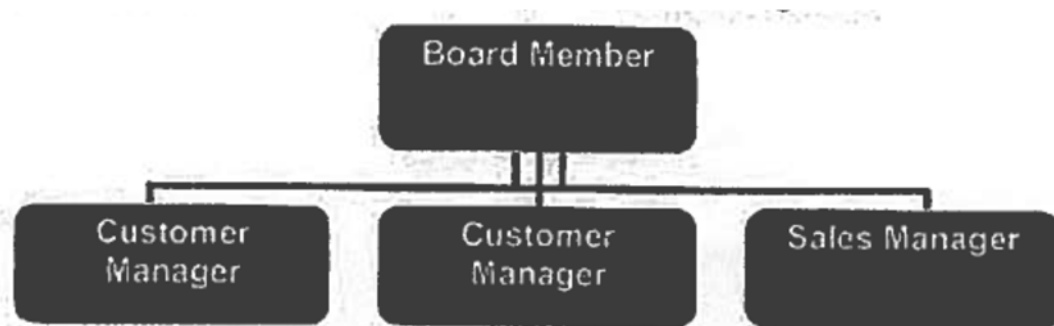 Board Member
Customer
Manager
Customer
Manager
Sales Manager